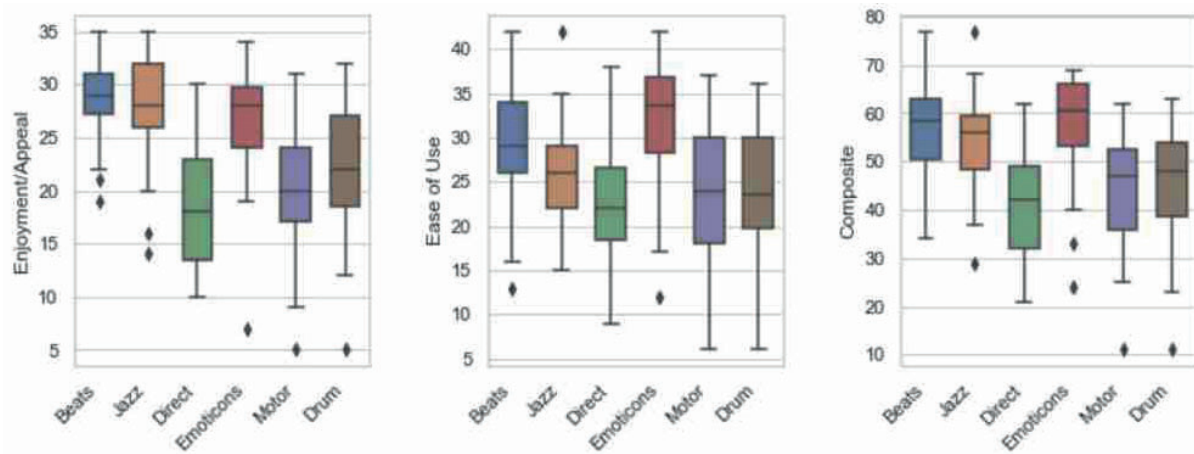 Enjoyment/Appeal
35
30
25
20
15
10
5
Beats
Jazz
Direct
Emoticons
Motor
Drum
Ease of Use
40
35
30
25
20
15
10
5
Beats
Jazz
Direct
Emoticons
Motor
Drum
Composite
80
70
60
50
40
30
20
10
Beats
Jazz
Direct
Emoticons
Motor
Drum